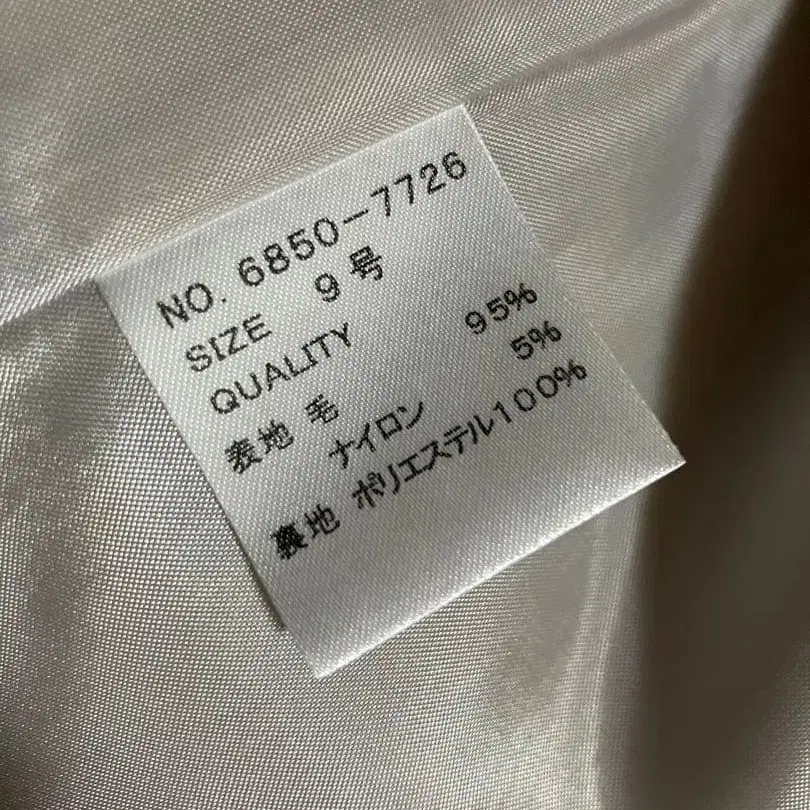 NO. 6850-7726
SIZE 9号
QUALITY
表地 毛 95%
ナイロン 5%
裏地 ポリエステル100%